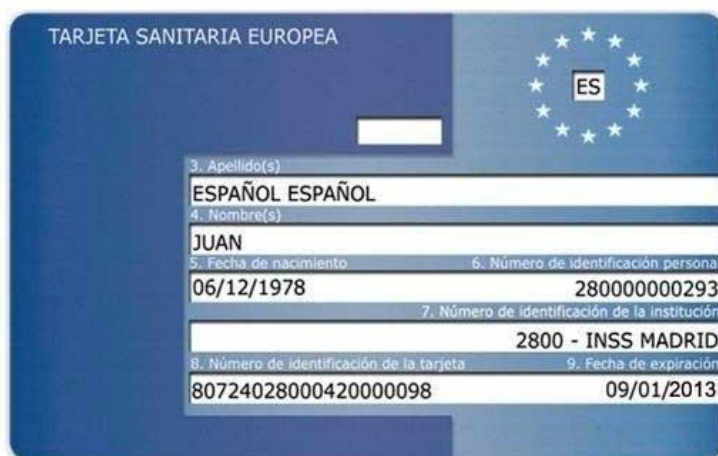 TARJETA SANITARIA EUROPEA
ES
3. Apellido(s)
ESPAÑOL ESPAÑOL
4. Nombre(s)
JUAN
5. Fecha de nacimiento 6. Número de identificación persona
06/12/1978 280000000293
7. Número de identificación de la institución
2800 - INSS MADRID
8. Número de identificación de la tarjeta 9. Fecha de expiración
80724028000420000098 09/01/2013